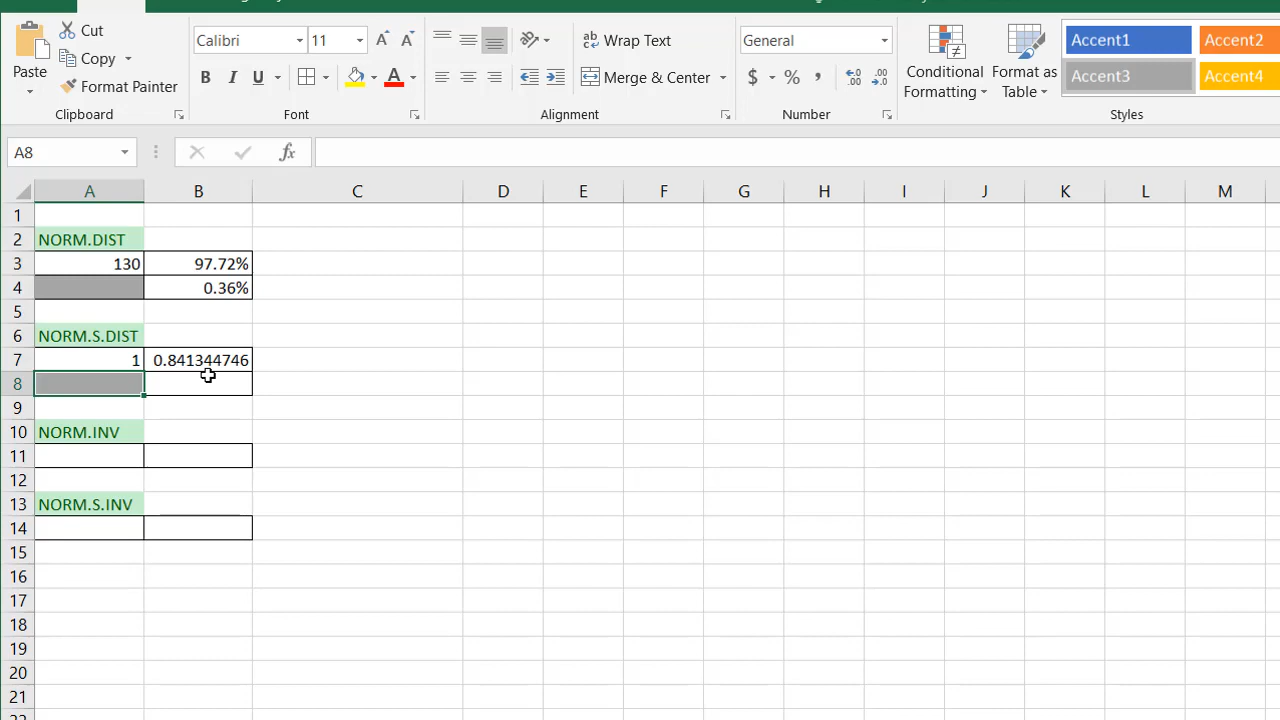 Cut
Copy
Format Painter
Paste
Clipboard
Calibri 11
B I U A
Font
Wrap Text
Merge & Center
Alignment
General
$ % ,
Number
Conditional Formatting
Format as Table
Accent1 Accent2
Accent3 Accent4
Styles
A8 fx
A B C D E F G H I J K L M
1
2 NORM.DIST
3 130 97.72%
4 0.36%
5
6 NORM.S.DIST
7 1 0.841344746
8
9
10 NORM.INV
11
12
13 NORM.S.INV
14
15
16
17
18
19
20
21